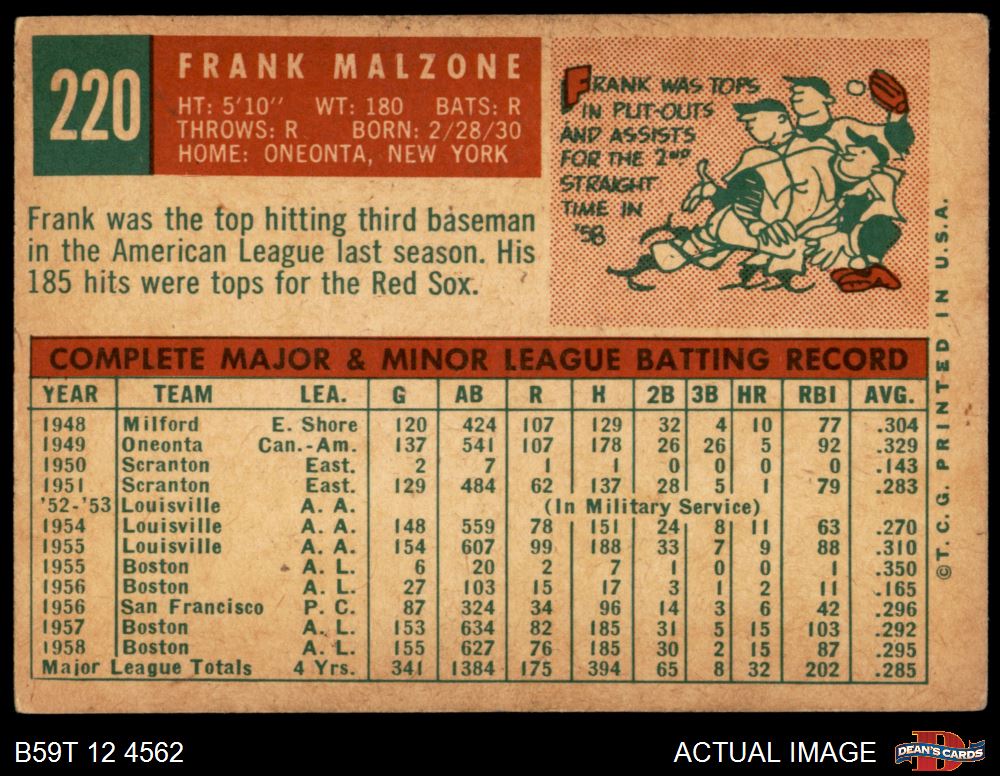 220
FRANK MALZONE
HT: 5'10" WT: 180 BATS: R
THROWS: R BORN: 2/28/30
HOME: ONEONTA, NEW YORK
FRANK WAS TOPS
IN PUT-OUTS
AND ASSISTS
FOR THE 2ND
STRAIGHT
TIME IN
'58
Frank was the top hitting third baseman
in the American League last season. His
185 hits were tops for the Red Sox.
COMPLETE MAJOR & MINOR LEAGUE BATTING RECORD
YEAR TEAM LEA. G AB R H 2B 3B HR RBI AVG.
1948 Milford E. Shore 120 424 107 129 32 4 10 77 .304
1949 Oneonta Can.-Am. 137 541 107 178 26 26 5 92 .329
1950 Scranton East. 2 7 1 1 0 0 0 0 .143
1951 Scranton East. 129 484 62 137 28 5 1 79 .283
'52-'53 Louisville A. A. (In Military Service)
1954 Louisville A. A. 148 559 78 151 24 8 11 63 .270
1955 Louisville A. A. 154 607 99 188 33 7 9 88 .310
1955 Boston A. L. 6 20 2 7 1 0 0 1 .350
1956 Boston A. L. 27 103 15 17 3 1 2 11 .165
1956 San Francisco P. C. 87 324 34 96 14 3 6 42 .296
1957 Boston A. L. 153 634 82 185 31 5 15 103 .292
1958 Boston A. L. 155 627 76 185 30 2 15 87 .295
Major League Totals 4 Yrs. 341 1384 175 394 65 8 32 202 .285
©T.C.G. PRINTED IN U.S.A.
B59T 12 4562
ACTUAL IMAGE
DEAN'S CARDS